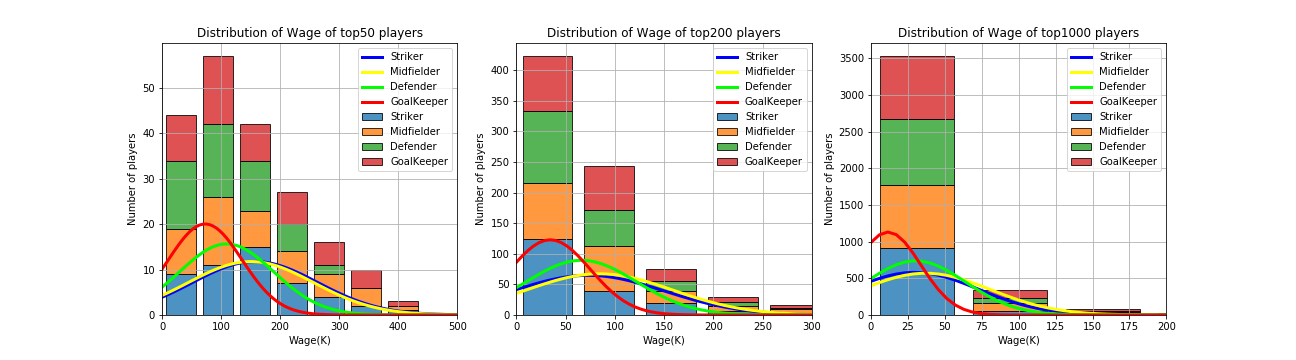 Distribution of Wage of top50 players
Number of players
50
40
30
20
10
0
0 100 200 300 400 500
Wage(K)
Striker
Midfielder
Defender
GoalKeeper
Striker
Midfielder
Defender
GoalKeeper
Distribution of Wage of top200 players
Number of players
400
350
300
250
200
150
100
50
0
0 50 100 150 200 250 300
Wage(K)
Striker
Midfielder
Defender
GoalKeeper
Striker
Midfielder
Defender
GoalKeeper
Distribution of Wage of top1000 players
Number of players
3500
3000
2500
2000
1500
1000
500
0
0 25 50 75 100 125 150 175 200
Wage(K)
Striker
Midfielder
Defender
GoalKeeper
Striker
Midfielder
Defender
GoalKeeper